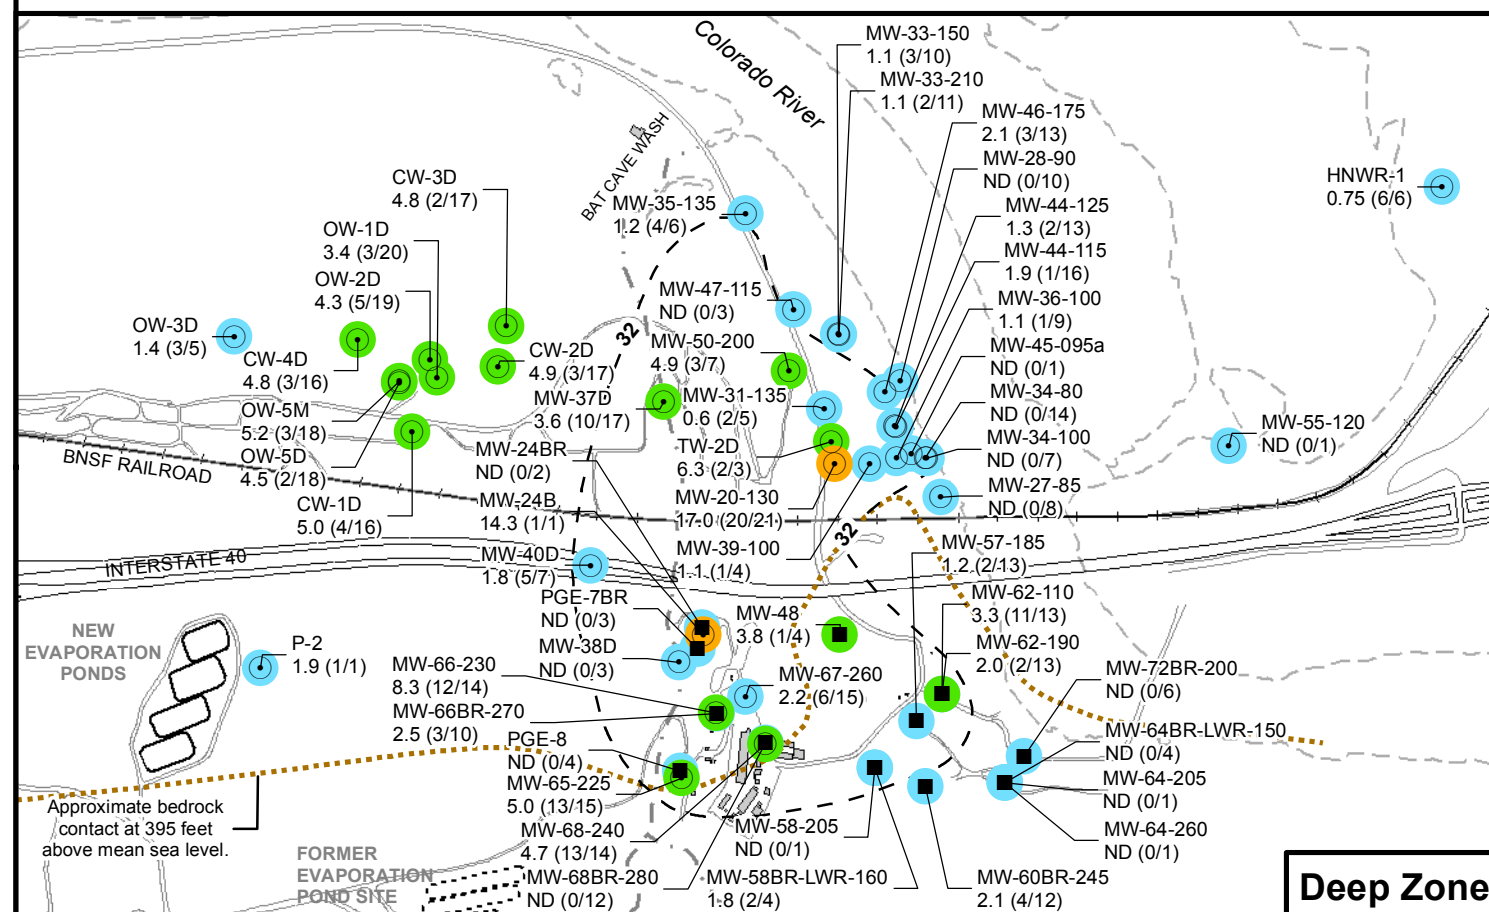 Colorado River
MW-33-150
1.1 (3/10)
MW-33-210
1.1 (2/11)
MW-46-175
2.1 (3/13)
MW-28-90
ND (0/10)
MW-44-125
1.3 (2/13)
MW-44-115
1.9 (1/16)
MW-36-100
1.1 (1/9)
MW-45-095a
ND (0/1)
MW-34-80
ND (0/14)
MW-34-100
ND (0/7)
MW-27-85
ND (0/8)
HNWR-1
0.75 (6/6)
MW-55-120
ND (0/1)
BAT CAVE WASH
CW-3D
4.8 (2/17)
OW-1D
3.4 (3/20)
OW-2D
4.3 (5/19)
OW-3D
1.4 (3/5)
CW-4D
4.8 (3/16)
OW-5M
5.2 (3/18)
OW-5D
4.5 (2/18)
CW-1D
5.0 (4/16)
CW-2D
4.9 (3/17)
MW-35-135
1.2 (4/6)
MW-47-115
ND (0/3)
32
MW-50-200
4.9 (3/7)
MW-37D
3.6 (10/17)
MW-31-135
0.6 (2/5)
TW-2D
6.3 (2/3)
MW-24BR
ND (0/2)
MW-24B
14.3 (1/1)
MW-20-130
17.0 (20/21)
MW-39-100
1.1 (1/4)
32
BNSF RAILROAD
INTERSTATE 40
MW-40D
1.8 (5/7)
PGE-7BR
ND (0/3)
MW-38D
ND (0/3)
MW-48
3.8 (1/4)
MW-57-185
1.2 (2/13)
MW-62-110
3.3 (11/13)
MW-62-190
2.0 (2/13)
MW-72BR-200
ND (0/6)
MW-64BR-LWR-150
ND (0/4)
MW-64-205
ND (0/1)
MW-64-260
ND (0/1)
NEW
EVAPORATION
PONDS
P-2
1.9 (1/1)
MW-66-230
8.3 (12/14)
MW-66BR-270
2.5 (3/10)
MW-67-260
2.2 (6/15)
PGE-8
ND (0/4)
MW-65-225
5.0 (13/15)
MW-68-240
4.7 (13/14)
MW-68BR-280
ND (0/12)
MW-58-205
ND (0/1)
MW-58BR-LWR-160
1.8 (2/4)
MW-60BR-245
2.1 (4/12)
Approximate bedrock
contact at 395 feet
above mean sea level.
FORMER
EVAPORATION
POND SITE
Deep Zone